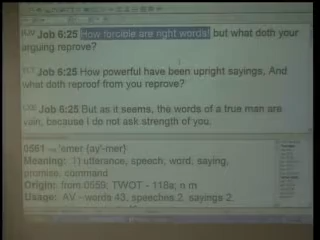 KJV Job 6:25 How forcible are right words! but what doth your
arguing reprove?
Job 6:25 How powerful have been upright sayings, And
what doth reproof from you reprove?
Job 6:25 But as it seems, the words of a true man are
vain, because I do not ask strength of you.
0561
'emer {ay'-mer}
Meaning: 1) utterance, speech, word, saying,
promise, command
Origin: from 0559; TWOT - 118a; n m
Usage: AV - words 43, speeches 2, sayings 2,